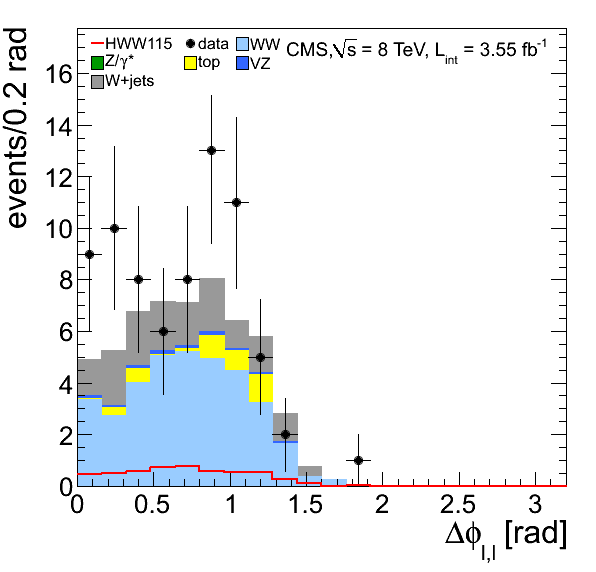 HWW115 data WW CMS,√s = 8 TeV, L_int = 3.55 fb⁻¹
Z/γ* top VZ
W+jets
events/0.2 rad
16
14
12
10
8
6
4
2
0
0 0.5 1 1.5 2 2.5 3
Δϕ_l,l [rad]